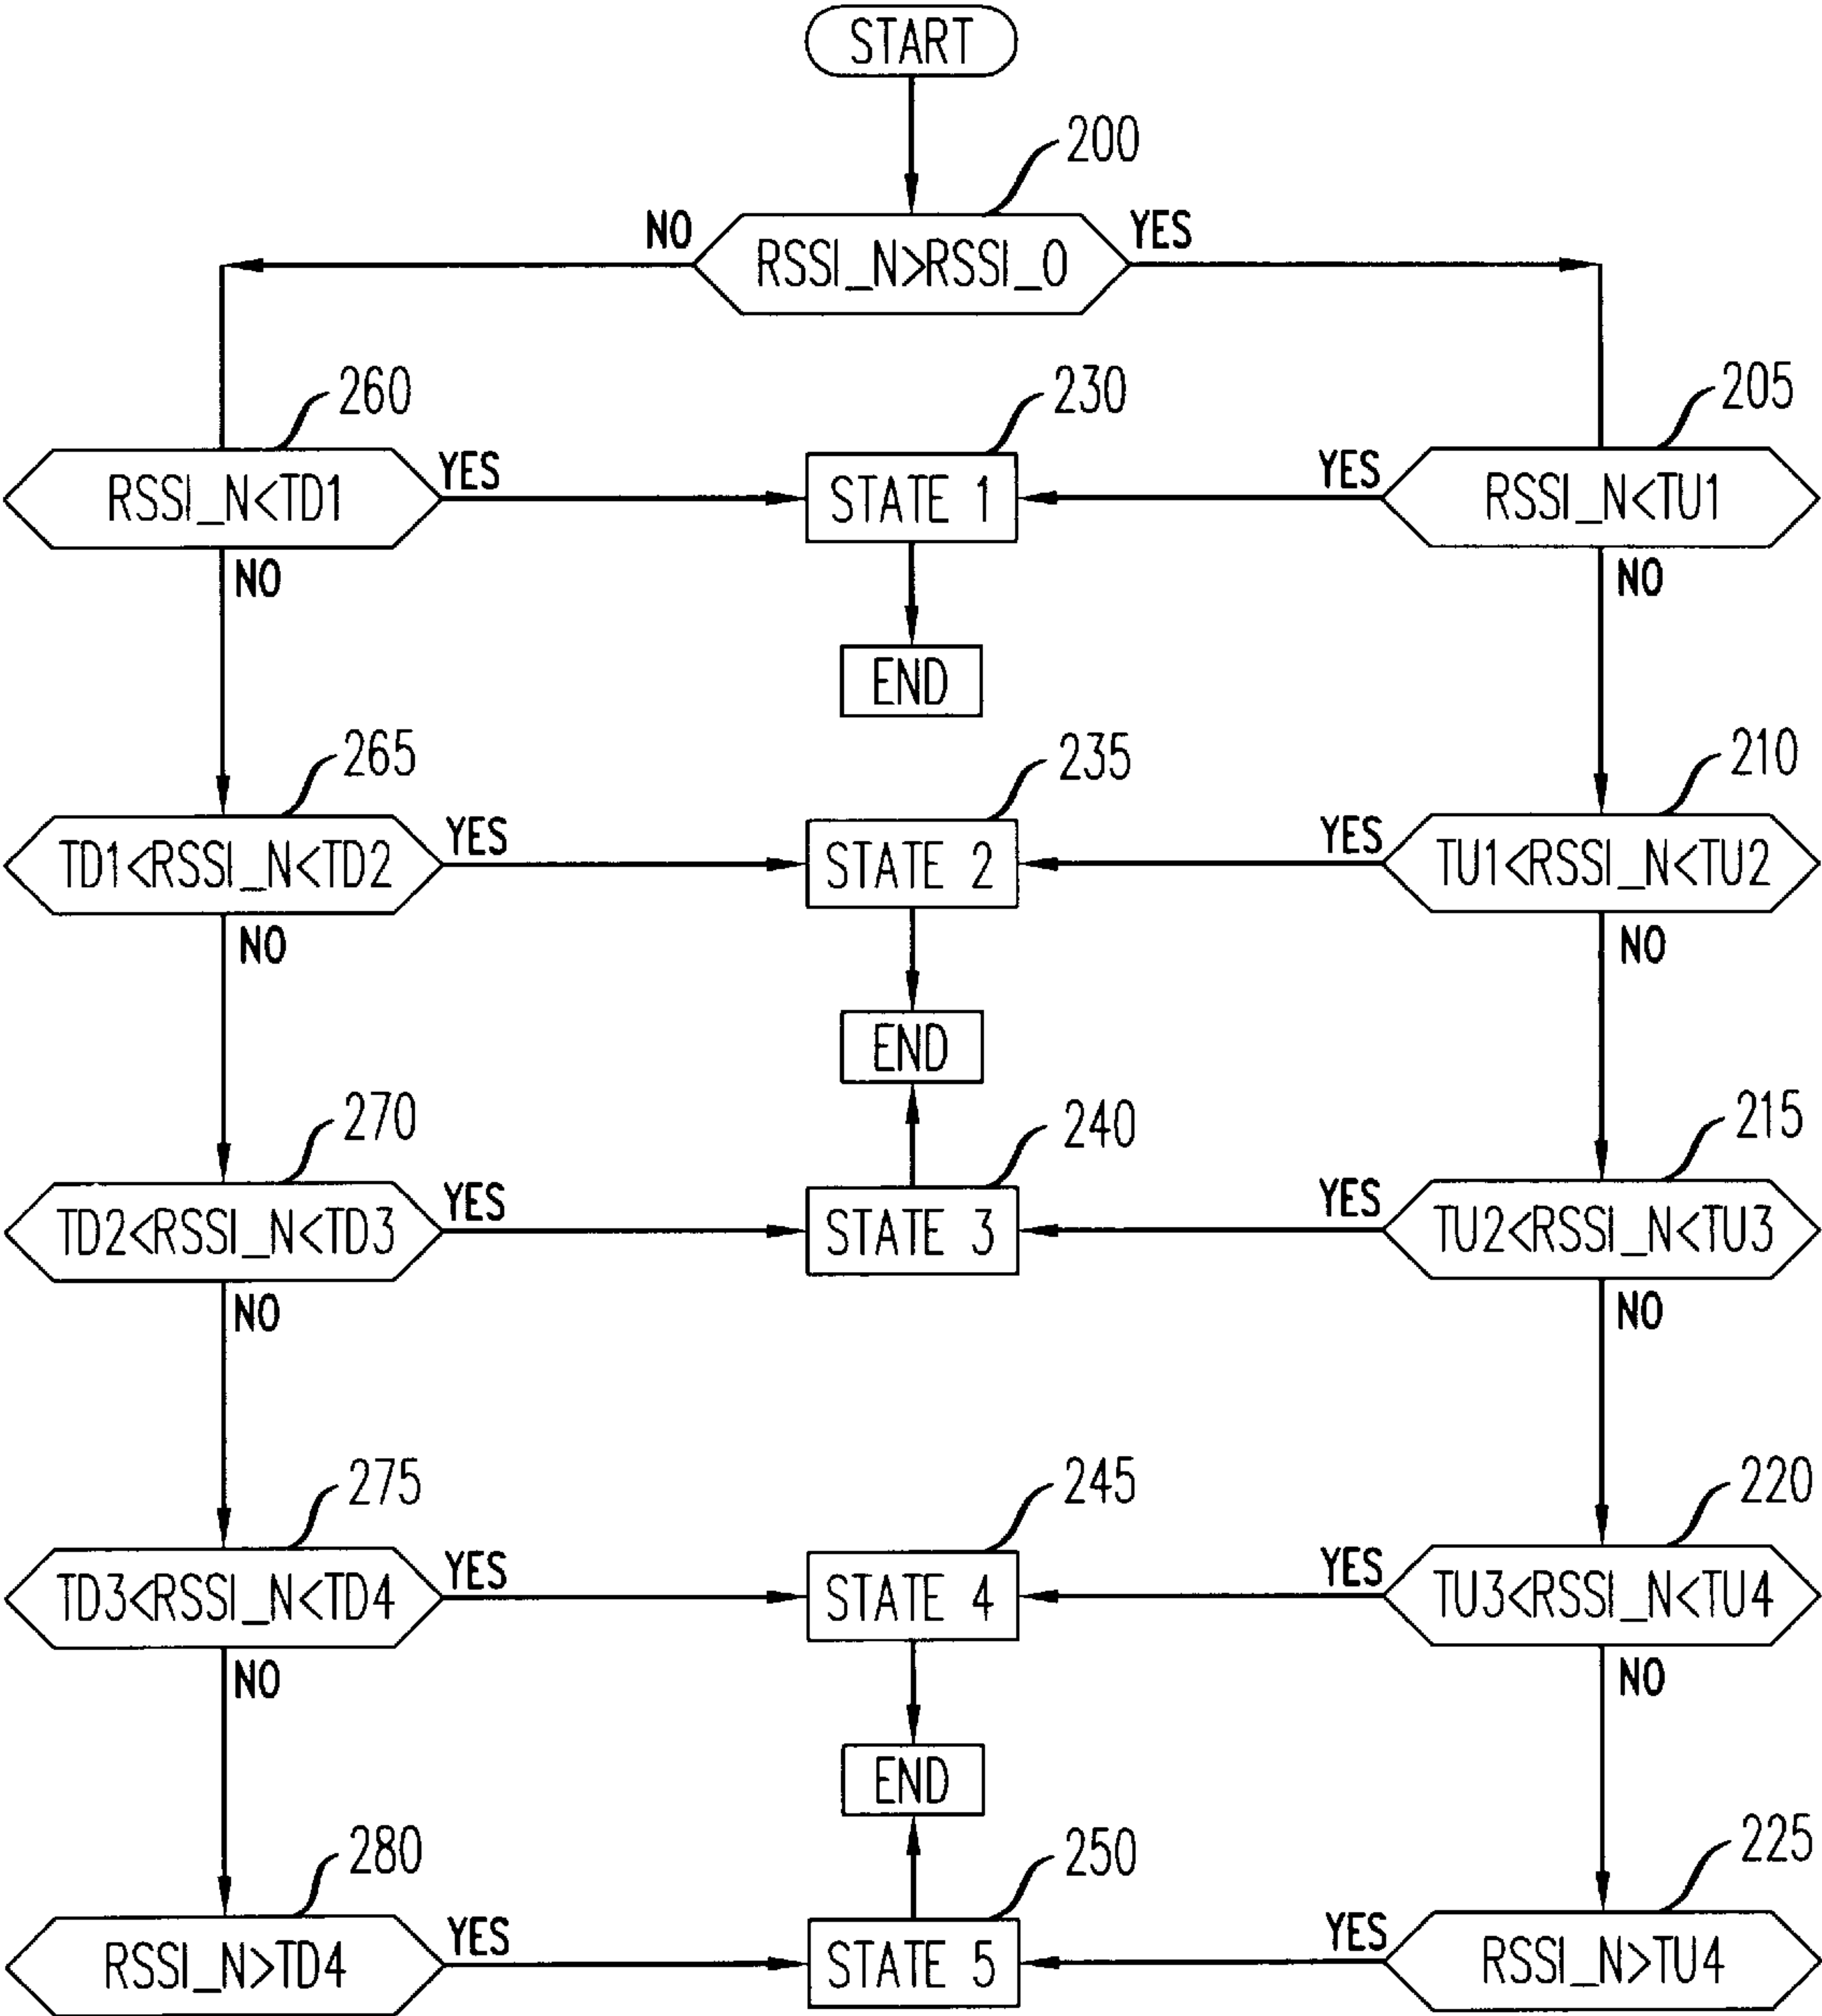 START
200
NO
YES
RSSI_N>RSSI_0
260
230
205
RSSI_N<TD1
YES
STATE 1
YES
RSSI_N<TU1
NO
NO
END
265
235
210
TD1<RSSI_N<TD2
YES
STATE 2
YES
TU1<RSSI_N<TU2
NO
NO
END
270
240
215
TD2<RSSI_N<TD3
YES
STATE 3
YES
TU2<RSSI_N<TU3
NO
NO
275
245
220
TD3<RSSI_N<TD4
YES
STATE 4
YES
TU3<RSSI_N<TU4
NO
NO
END
280
250
225
RSSI_N>TD4
YES
STATE 5
YES
RSSI_N>TU4